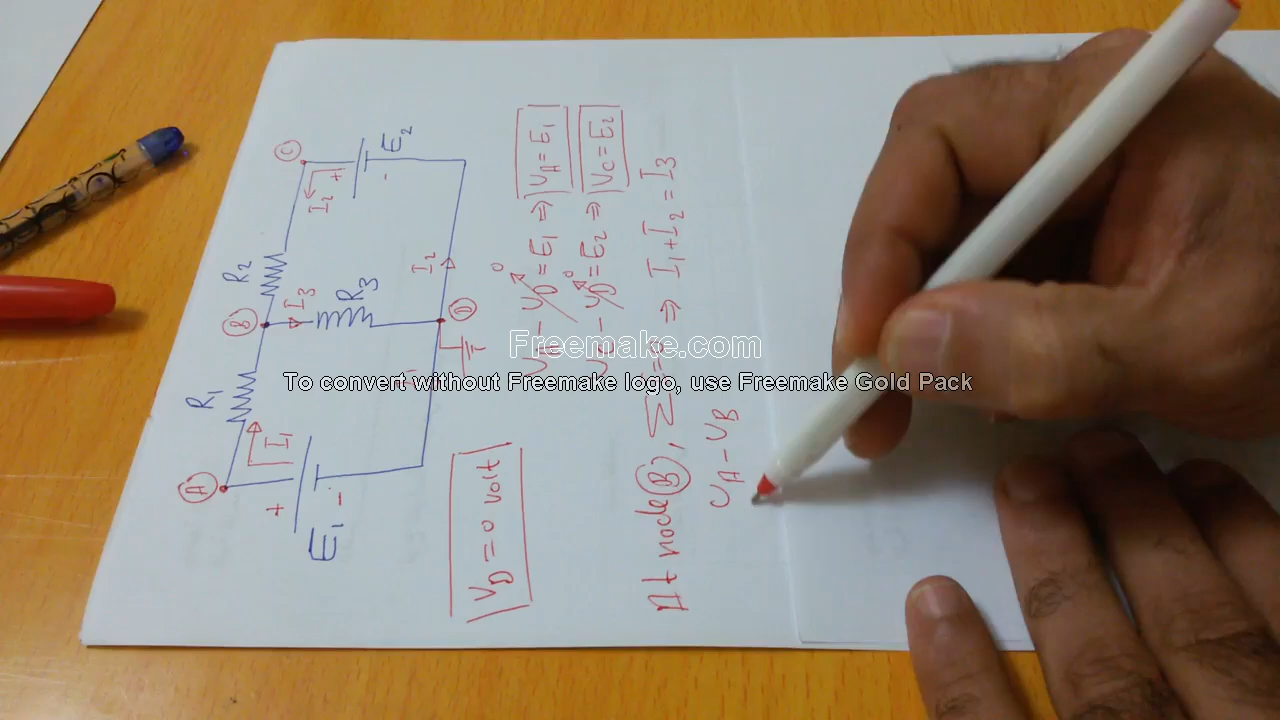 A
R1
B
R2
C
I1
I3
I2
+
E1
-
R3
+
-
E2
D
I2
VD = 0 volt
VA - VD = E1 ⇒ VA = E1
0
- VD = E2 ⇒ VC = E2
0
At node B, Σ ⇒ I1 + I2 = I3
VA - VB
Freemake.com
To convert without Freemake logo, use Freemake Gold Pack